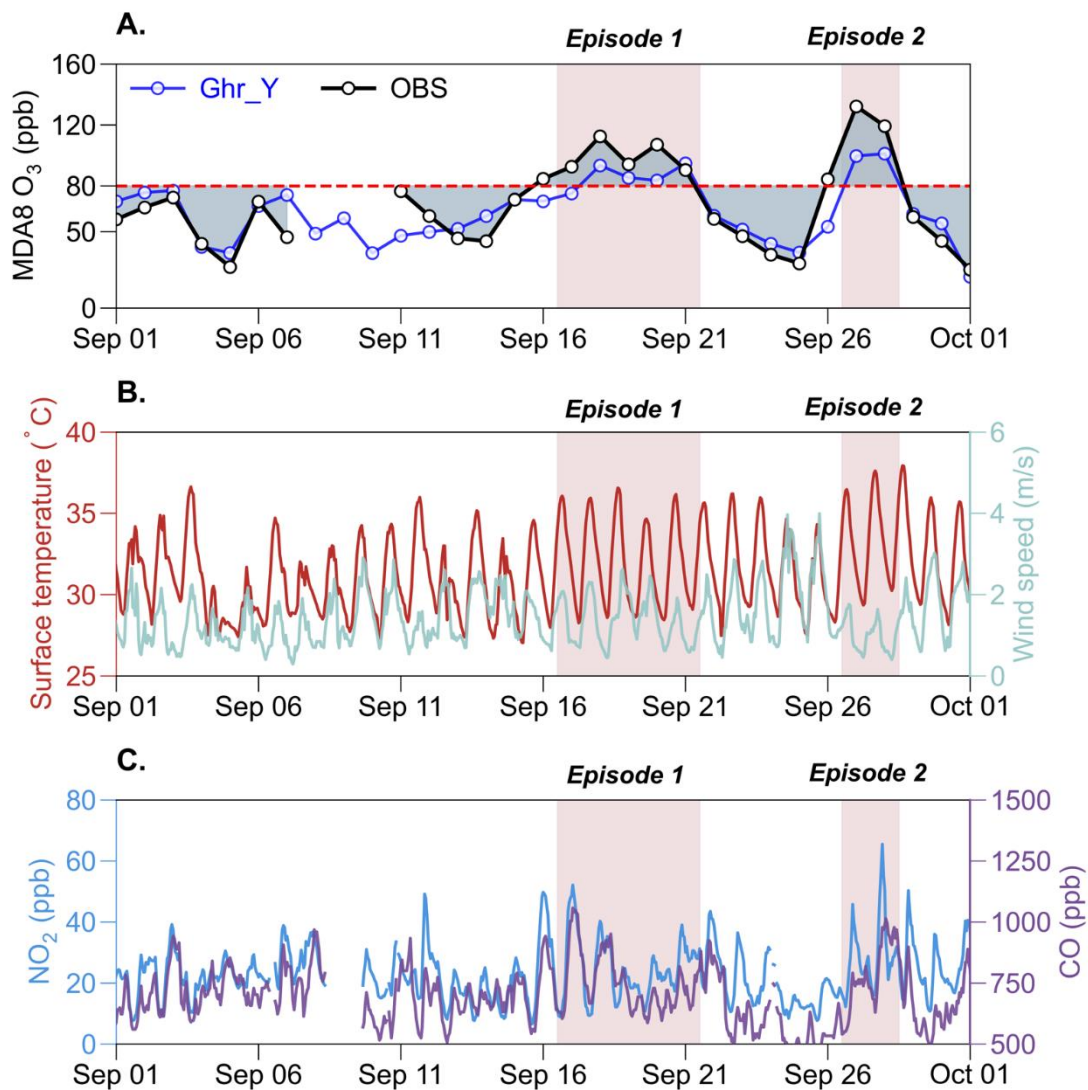 A.
Episode 1 Episode 2
Ghr_Y OBS
MDA8 O3 (ppb)
160
120
80
50
0
Sep 01 Sep 06 Sep 11 Sep 16 Sep 21 Sep 26 Oct 01
B.
Episode 1 Episode 2
Surface temperature (°C)
40
35
30
25
Wind speed (m/s)
6
4
2
0
Sep 01 Sep 06 Sep 11 Sep 16 Sep 21 Sep 26 Oct 01
C.
Episode 1 Episode 2
NO2 (ppb)
80
60
40
20
0
CO (ppb)
1500
1250
1000
750
500
Sep 01 Sep 06 Sep 11 Sep 16 Sep 21 Sep 26 Oct 01